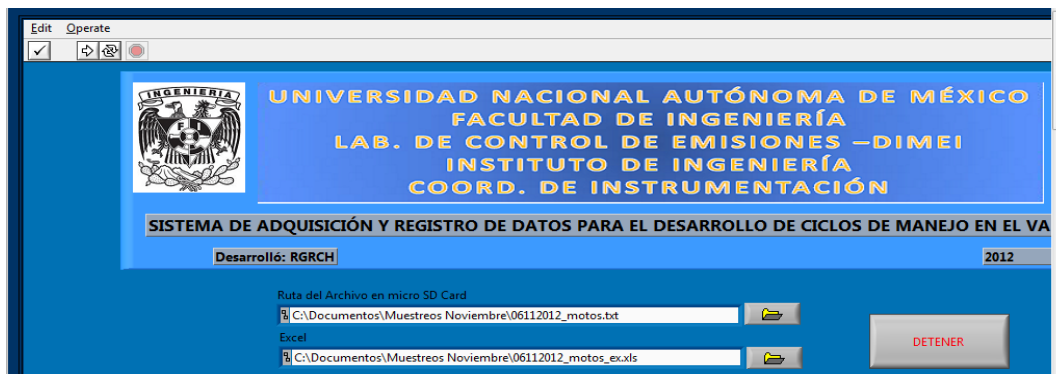 Edit Operate
INGENIERIA
UNIVERSIDAD NACIONAL AUTÓNOMA DE MÉXICO
FACULTAD DE INGENIERÍA
LAB. DE CONTROL DE EMISIONES –DIMEI
INSTITUTO DE INGENIERÍA
COORD. DE INSTRUMENTACIÓN
SISTEMA DE ADQUISICIÓN Y REGISTRO DE DATOS PARA EL DESARROLLO DE CICLOS DE MANEJO EN EL VA
Desarrolló: RGRCH 2012
Ruta del Archivo en micro SD Card
C:\Documentos\Muestreos Noviembre\06112012_motos.txt
Excel
C:\Documentos\Muestreos Noviembre\06112012_motos_ex.xls
DETENER